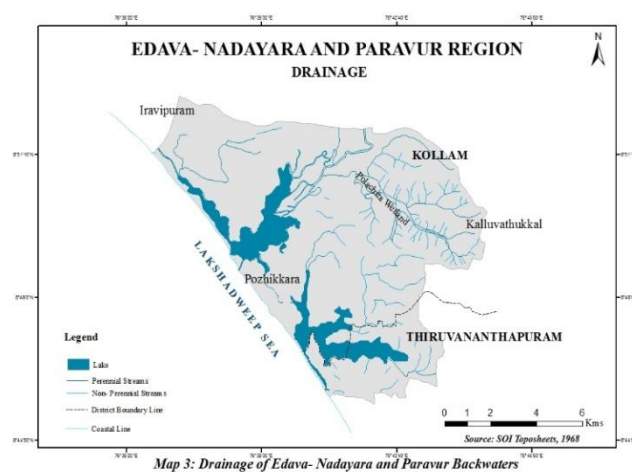 EDAVA- NADAYARA AND PARAVUR REGION
DRAINAGE
N
Iravipuram
KOLLAM
Polachira Wetland
Kalluvathukkal
Pozhikkara
LAKSHADWEEP SEA
THIRUVANANTHAPURAM
Legend
Lake
Perennial Streams
Non- Perennial Streams
District Boundary Line
Coastal Line
0 1 2 4 6
Kms
Source: SOI Toposheets, 1968
Map 3: Drainage of Edava- Nadayara and Paravur Backwaters